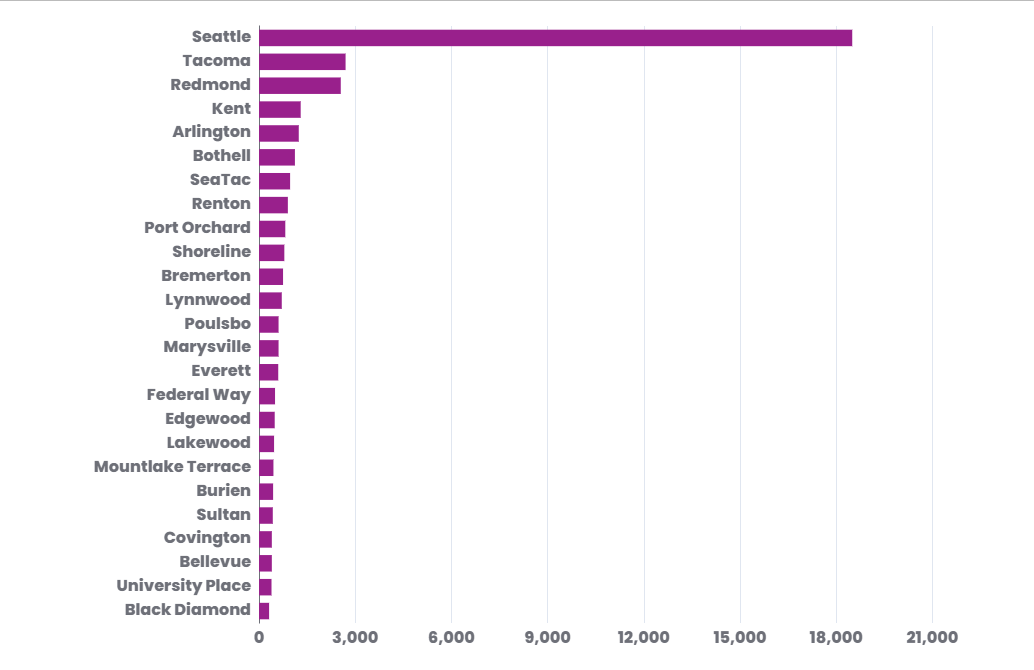 Seattle
Tacoma
Redmond
Kent
Arlington
Bothell
SeaTac
Renton
Port Orchard
Shoreline
Bremerton
Lynnwood
Poulsbo
Marysville
Everett
Federal Way
Edgewood
Lakewood
Mountlake Terrace
Burien
Sultan
Covington
Bellevue
University Place
Black Diamond
0 3,000 6,000 9,000 12,000 15,000 18,000 21,000